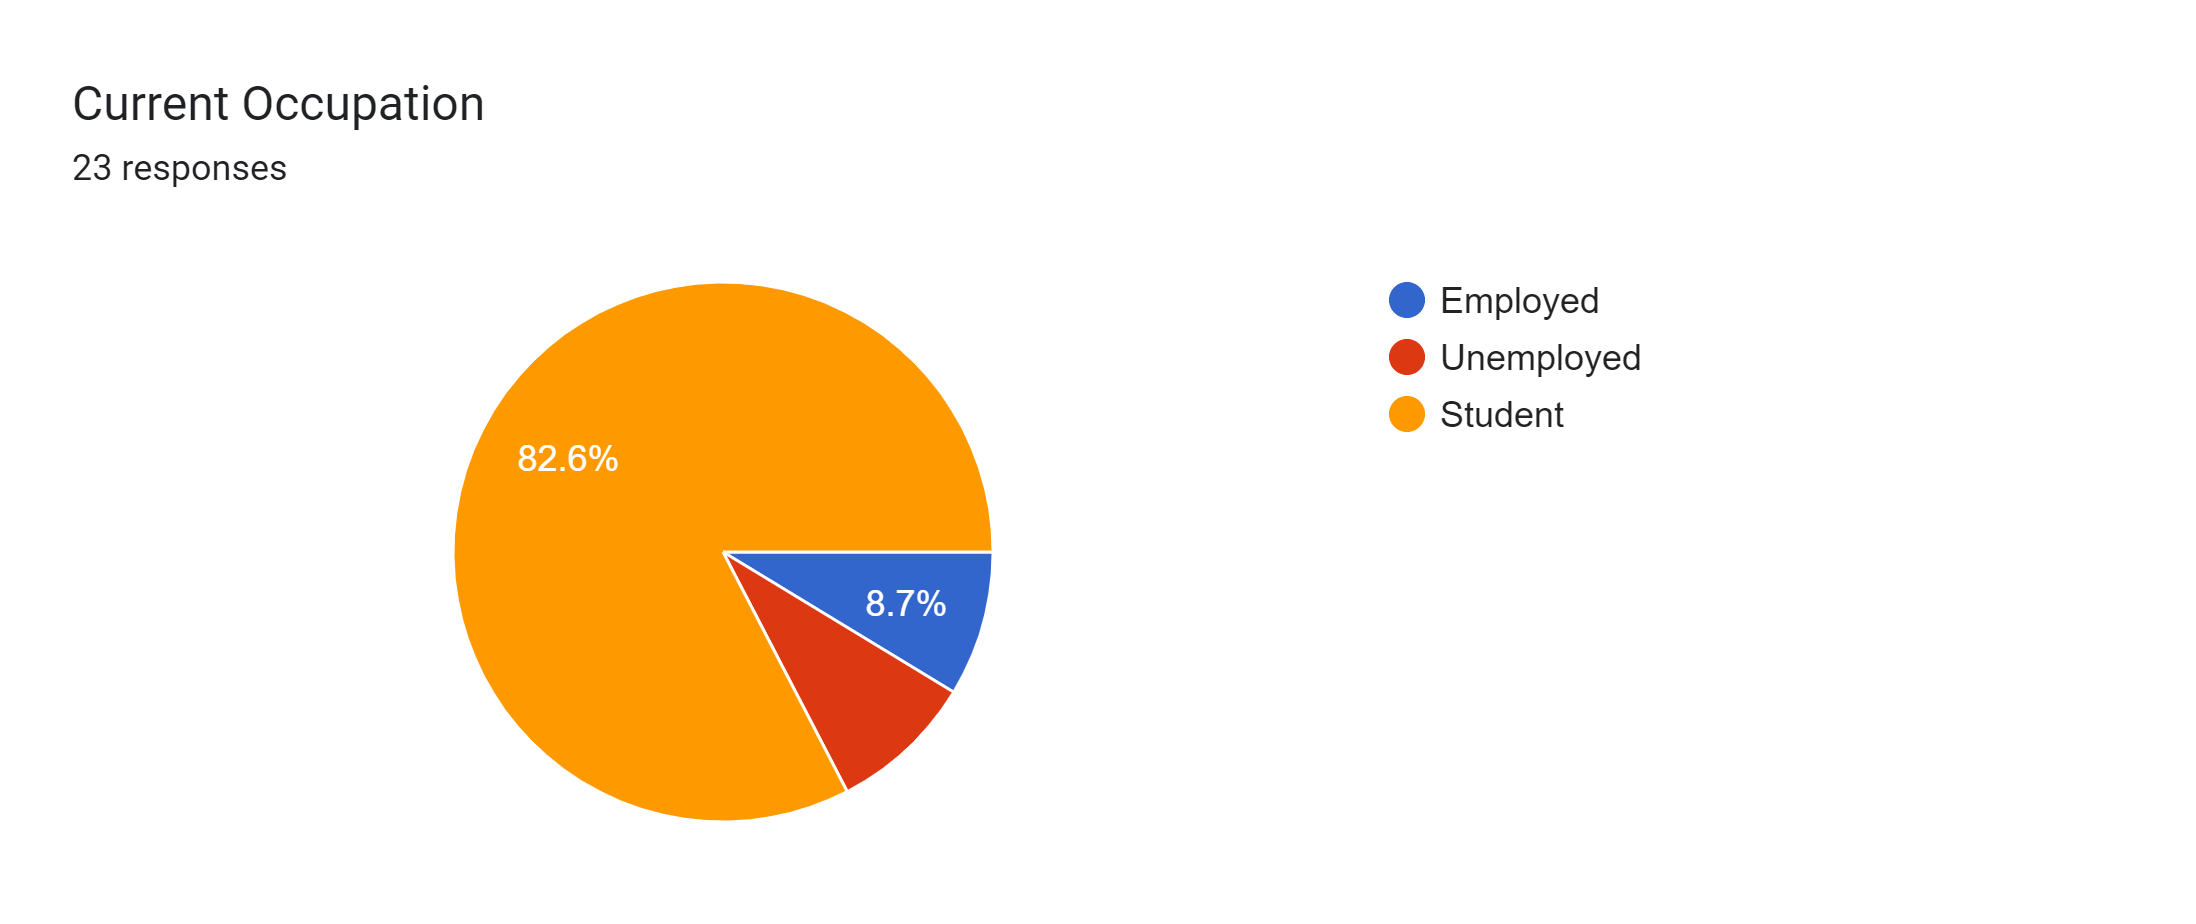 Current Occupation
23 responses
Employed
Unemployed
Student
82.6%
8.7%